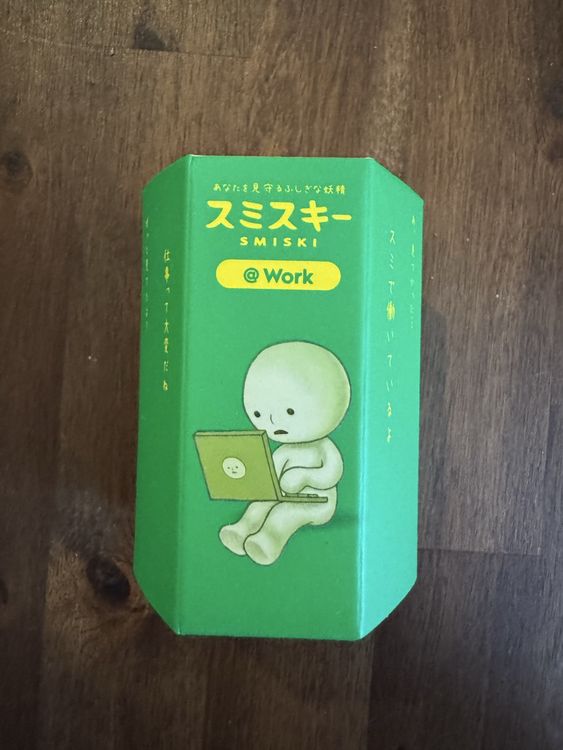 あなたを見守るふしぎな妖精
スミスキー
SMISKI
@ Work
スミで働いているよ
仕事って大変だね